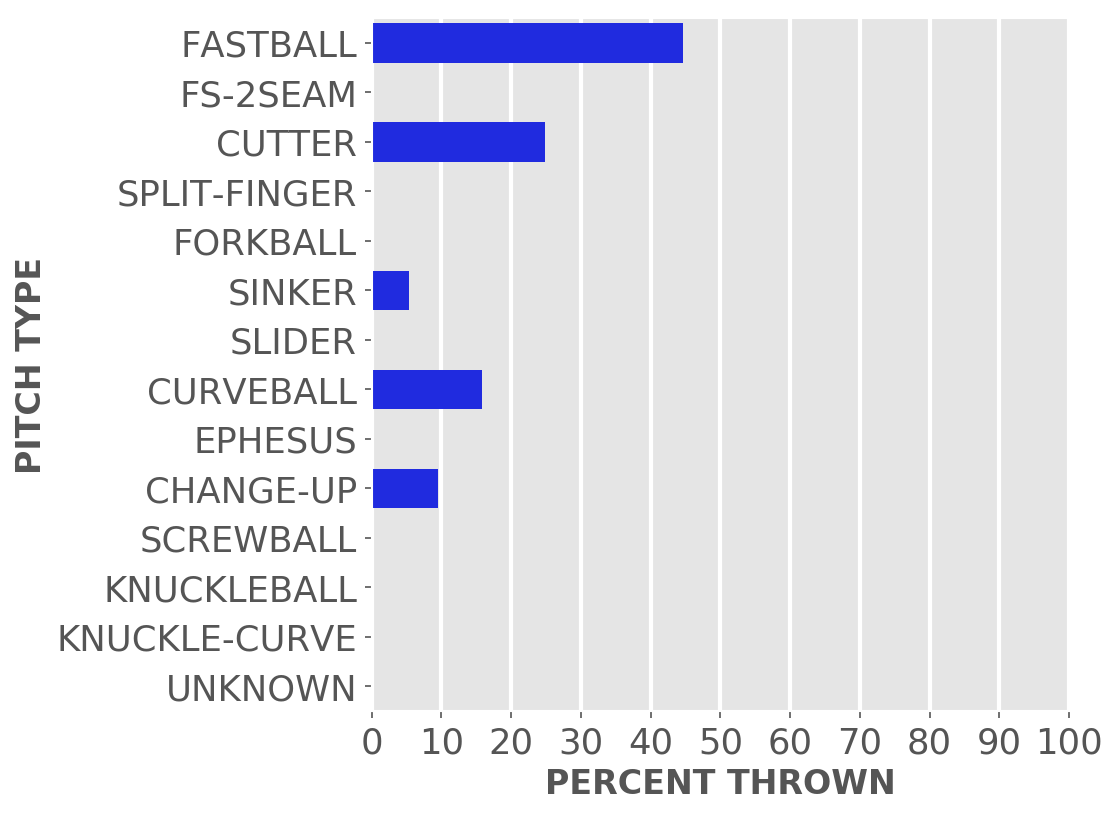 FASTBALL
FS-2SEAM
CUTTER
SPLIT-FINGER
FORKBALL
SINKER
SLIDER
CURVEBALL
EPHESUS
CHANGE-UP
SCREWBALL
KNUCKLEBALL
KNUCKLE-CURVE
UNKNOWN
PITCH TYPE
0 10 20 30 40 50 60 70 80 90 100
PERCENT THROWN